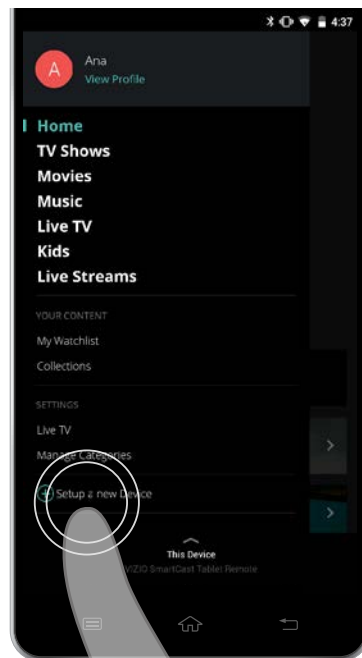 4:37
A
Ana
View Profile
Home
TV Shows
Movies
Music
Live TV
Kids
Live Streams
YOUR CONTENT
My Watchlist
Collections
SETTINGS
Live TV
Manage Categories
Setup a new Device
This Device
VIZIO SmartCast Tablet Remote